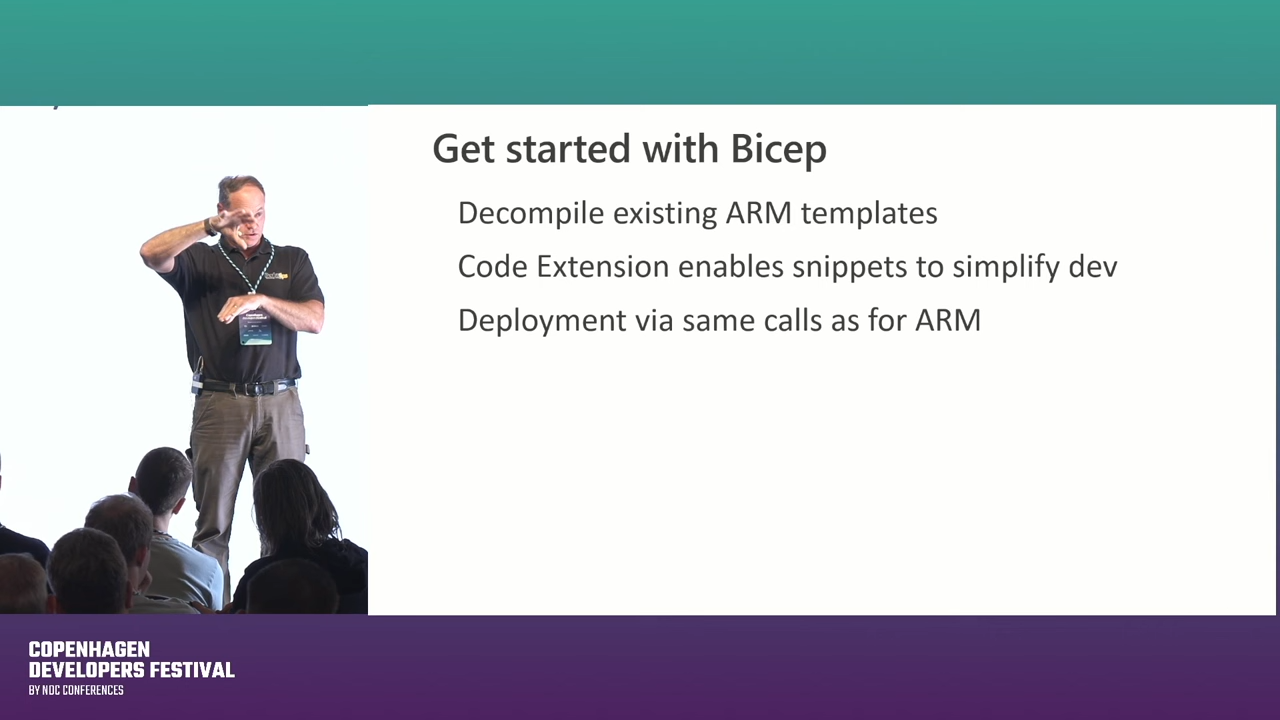 Get started with Bicep
Decompile existing ARM templates
Code Extension enables snippets to simplify dev
Deployment via same calls as for ARM
COPENHAGEN
DEVELOPERS FESTIVAL
BY NDC CONFERENCES